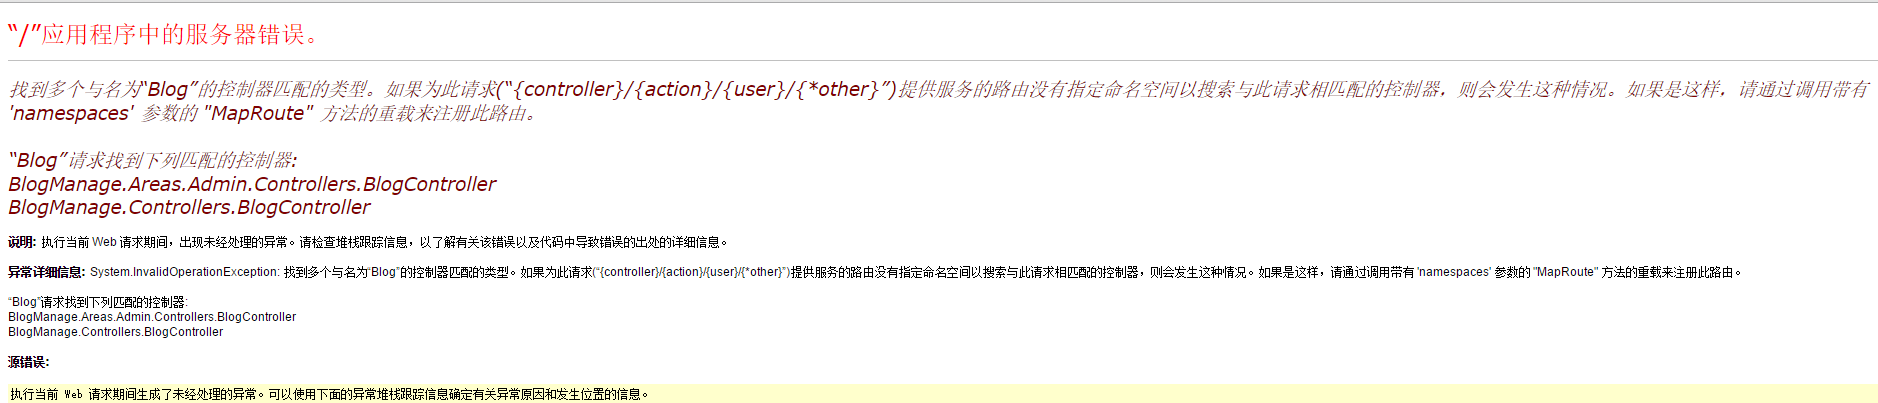 “/”应用程序中的服务器错误。
找到多个与名为“Blog”的控制器匹配的类型。如果为此请求(“{controller}/{action}/{user}/{*other}”)提供服务的路由没有指定命名空间以搜索与此请求相匹配的控制器，则会发生这种情况。如果是这样，请通过调用带有
'namespaces' 参数的 "MapRoute" 方法的重载来注册此路由。
“Blog”请求找到下列匹配的控制器:
BlogManage.Areas.Admin.Controllers.BlogController
BlogManage.Controllers.BlogController
说明: 执行当前 Web 请求期间，出现未经处理的异常。请检查堆栈跟踪信息，以了解有关该错误以及代码中导致错误的出处的详细信息。
异常详细信息: System.InvalidOperationException: 找到多个与名为“Blog”的控制器匹配的类型。如果为此请求(“{controller}/{action}/{user}/{*other}”)提供服务的路由没有指定命名空间以搜索与此请求相匹配的控制器，则会发生这种情况。如果是这样，请通过调用带有 'namespaces' 参数的 "MapRoute" 方法的重载来注册此路由。
“Blog”请求找到下列匹配的控制器:
BlogManage.Areas.Admin.Controllers.BlogController
BlogManage.Controllers.BlogController
源错误:
执行当前 Web 请求期间生成了未经处理的异常。可以使用下面的异常堆栈跟踪信息确定有关异常原因和发生位置的信息。